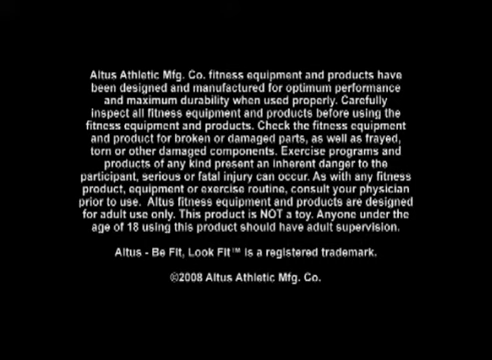 Altus Athletic Mfg. Co. fitness equipment and products have
been designed and manufactured for optimum performance
and maximum durability when used properly. Carefully
inspect all fitness equipment and products before using the
fitness equipment and products. Check the fitness equipment
and product for broken or damaged parts, as well as frayed,
torn or other damaged components. Exercise programs and
products of any kind present an inherent danger to the
participant, serious or fatal injury can occur. As with any fitness
product, equipment or exercise routine, consult your physician
prior to use. Altus fitness equipment and products are designed
for adult use only. This product is NOT a toy. Anyone under the
age of 18 using this product should have adult supervision.
Altus - Be Fit, Look Fit™ is a registered trademark.
©2008 Altus Athletic Mfg. Co.